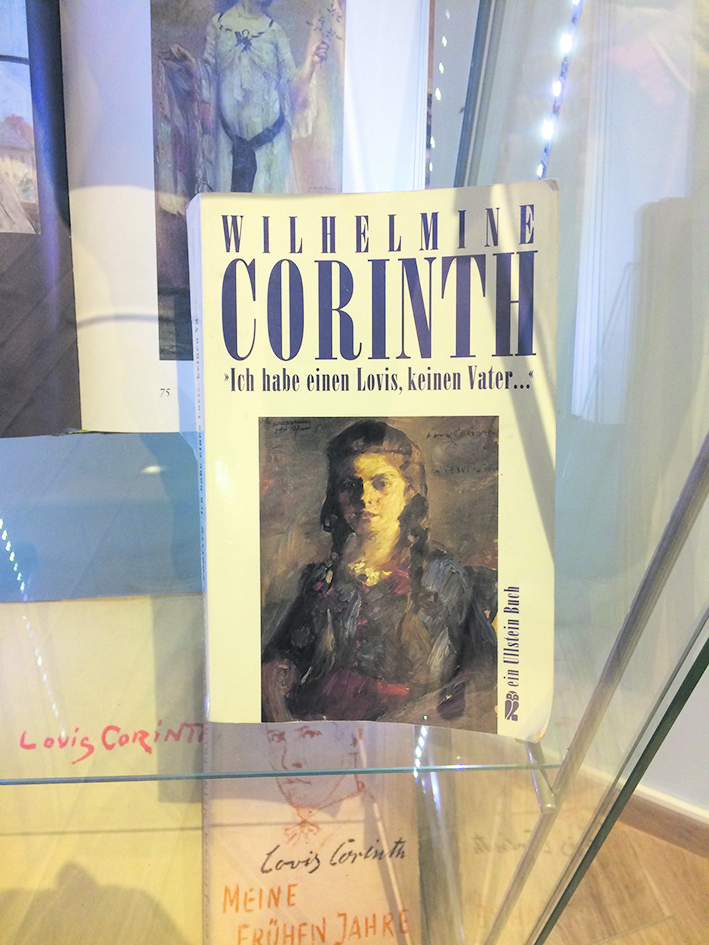 75
WILHELMINE
CORINTH
»Ich habe einen Lovis, keinen Vater...«
ein Ullstein Buch
Lovis CORINTH
Lovis Corinth
MEINE
FRÜHEN JAHRE